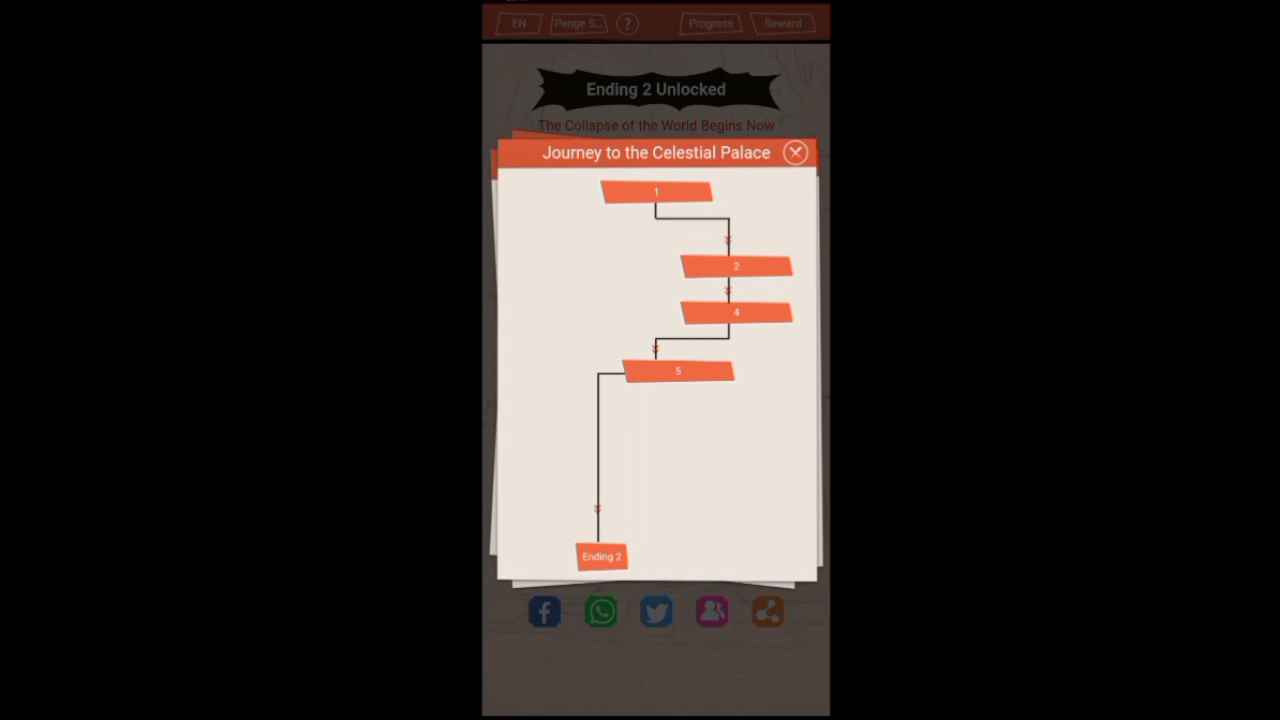 EN
Penge S...
?
Progress
Reward
Ending 2 Unlocked
The Collapse of the World Begins Now
Journey to the Celestial Palace
1
2
4
5
Ending 2